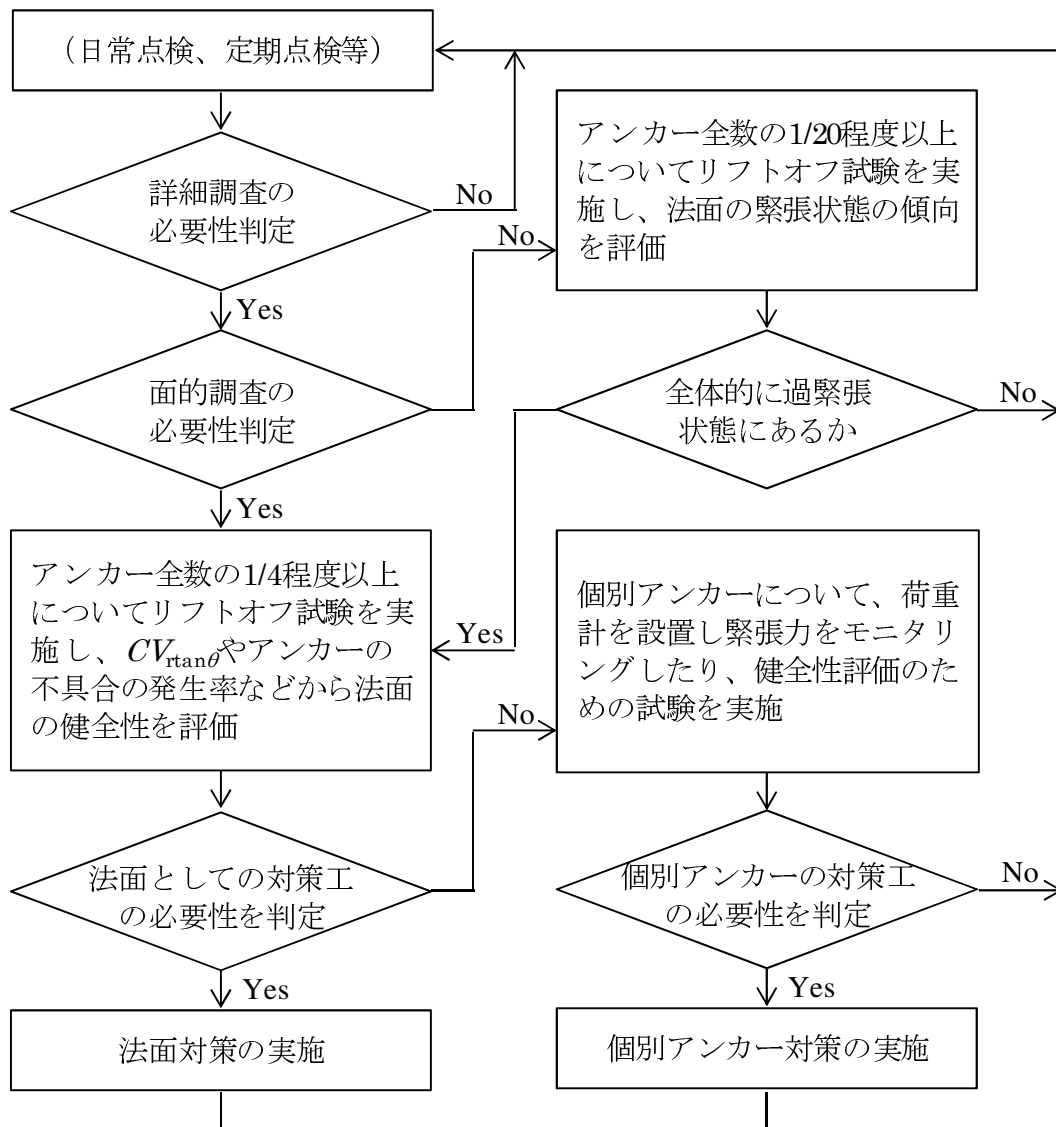 （日常点検、定期点検等）
詳細調査の
必要性判定
No
Yes
アンカー全数の1/20程度以上
についてリフトオフ試験を実
施し、法面の緊張状態の傾向
を評価
No
面的調査の
必要性判定
Yes
全体的に過緊張
状態にあるか
No
Yes
アンカー全数の1/4程度以上
についてリフトオフ試験を実
施し、CVrtanθやアンカーの
不具合の発生率などから法面
の健全性を評価
No
個別アンカーについて、荷重
計を設置し緊張力をモニタリ
ングしたり、健全性評価のた
めの試験を実施
法面としての対策工
の必要性を判定
Yes
個別アンカーの対策工
の必要性を判定
No
Yes
法面対策の実施
個別アンカー対策の実施